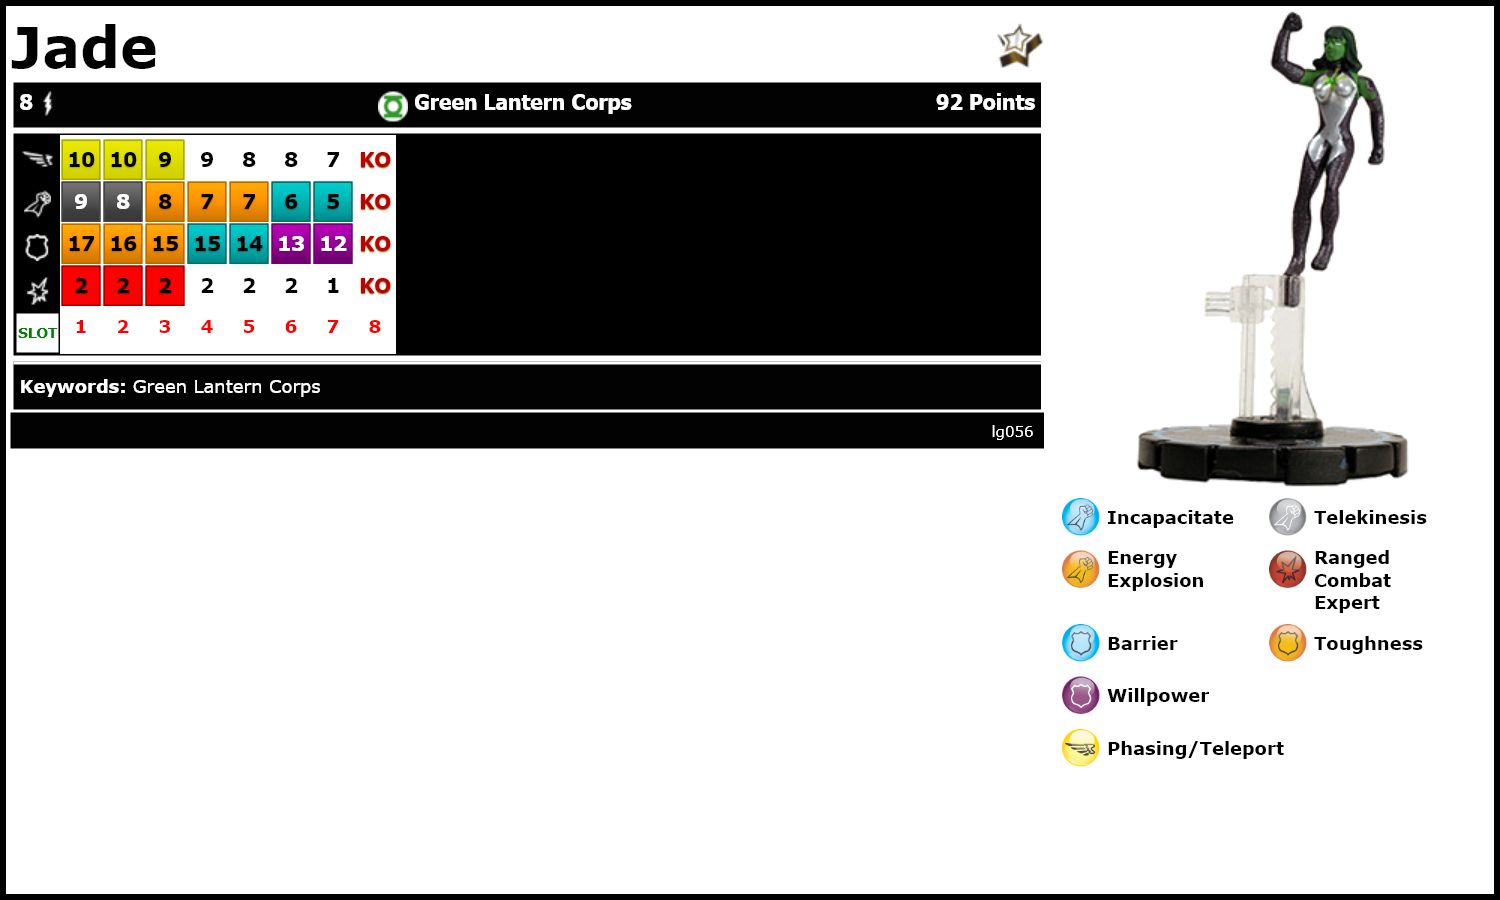 Jade
8 Green Lantern Corps 92 Points
10 10 9 9 8 8 7 KO
9 8 8 7 7 6 5 KO
17 16 15 15 14 13 12 KO
2 2 2 2 2 2 1 KO
SLOT 1 2 3 4 5 6 7 8
Keywords: Green Lantern Corps
lg056
Incapacitate
Telekinesis
Energy
Explosion
Ranged
Combat
Expert
Barrier
Toughness
Willpower
Phasing/Teleport